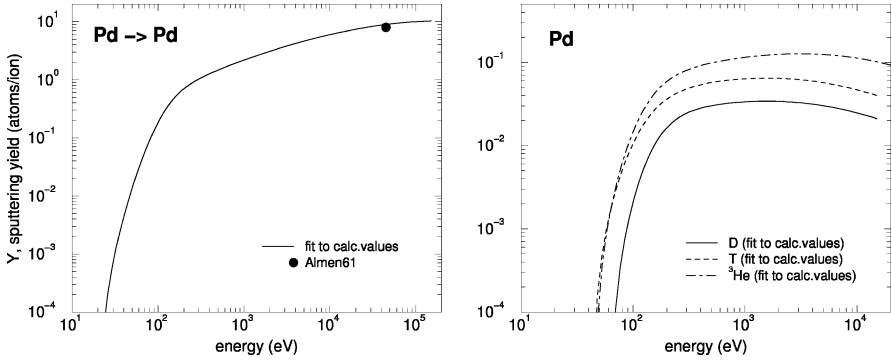 Pd –> Pd
Y, sputtering yield (atoms/ion)
10^1
10^0
10^-1
10^-2
10^-3
10^-4
fit to calc.values
Almen61
10^1 10^2 10^3 10^4 10^5
energy (eV)
Pd
10^-1
10^-2
10^-3
10^-4
D (fit to calc.values)
T (fit to calc.values)
^3He (fit to calc.values)
10^1 10^2 10^3 10^4
energy (eV)